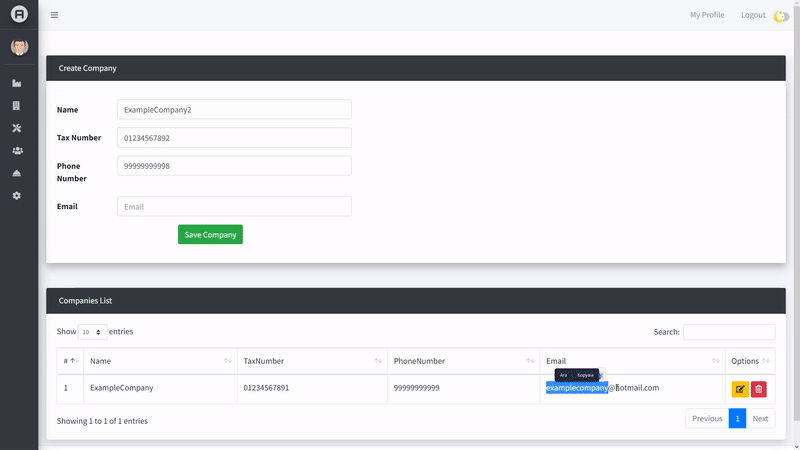 My Profile Logout
Create Company
Name ExampleCompany2
Tax Number 01234567892
Phone Number 99999999998
Email Email
Save Company
Companies List
Show 10 entries Search:
# Name TaxNumber PhoneNumber Email Options
Ara Kopyala
1 ExampleCompany 01234567891 99999999999 examplecompany@hotmail.com
Showing 1 to 1 of 1 entries Previous 1 Next